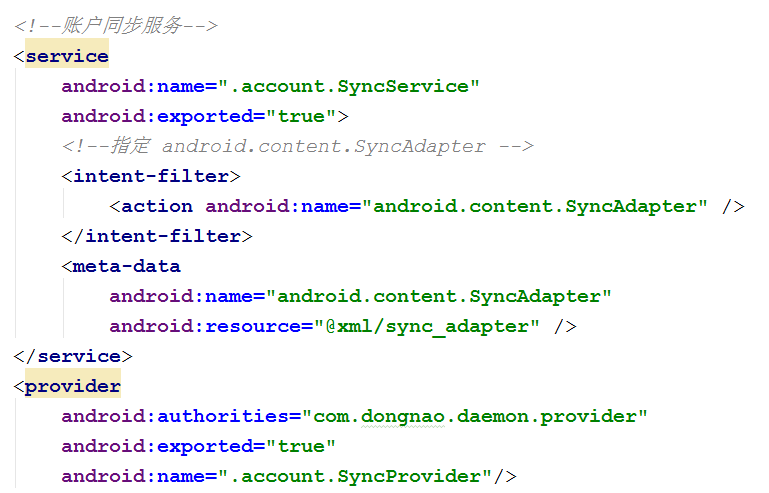 <!--账户同步服务-->
<service
android:name=".account.SyncService"
android:exported="true">
<!--指定 android.content.SyncAdapter -->
<intent-filter>
<action android:name="android.content.SyncAdapter" />
</intent-filter>
<meta-data
android:name="android.content.SyncAdapter"
android:resource="@xml/sync_adapter" />
</service>
<provider
android:authorities="com.dongnao.daemon.provider"
android:exported="true"
android:name=".account.SyncProvider"/>